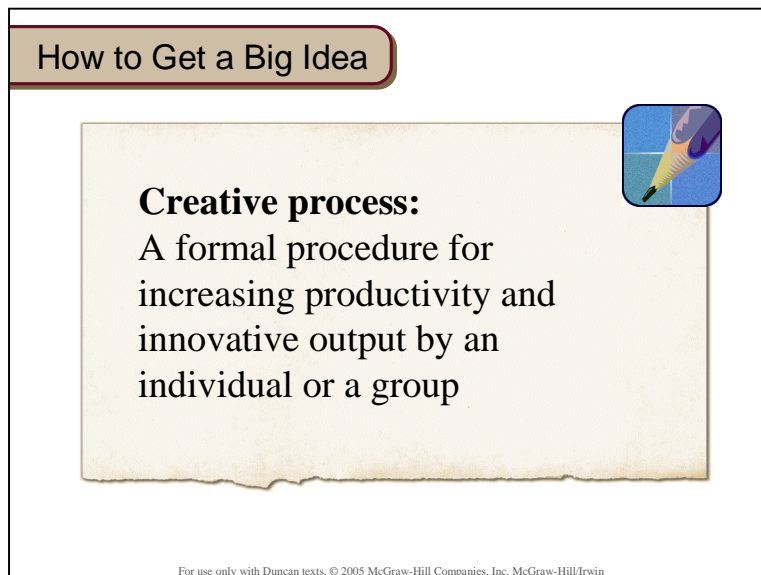 How to Get a Big Idea
Creative process:
A formal procedure for
increasing productivity and
innovative output by an
individual or a group
For use only with Duncan texts. © 2005 McGraw-Hill Companies, Inc. McGraw-Hill/Irwin